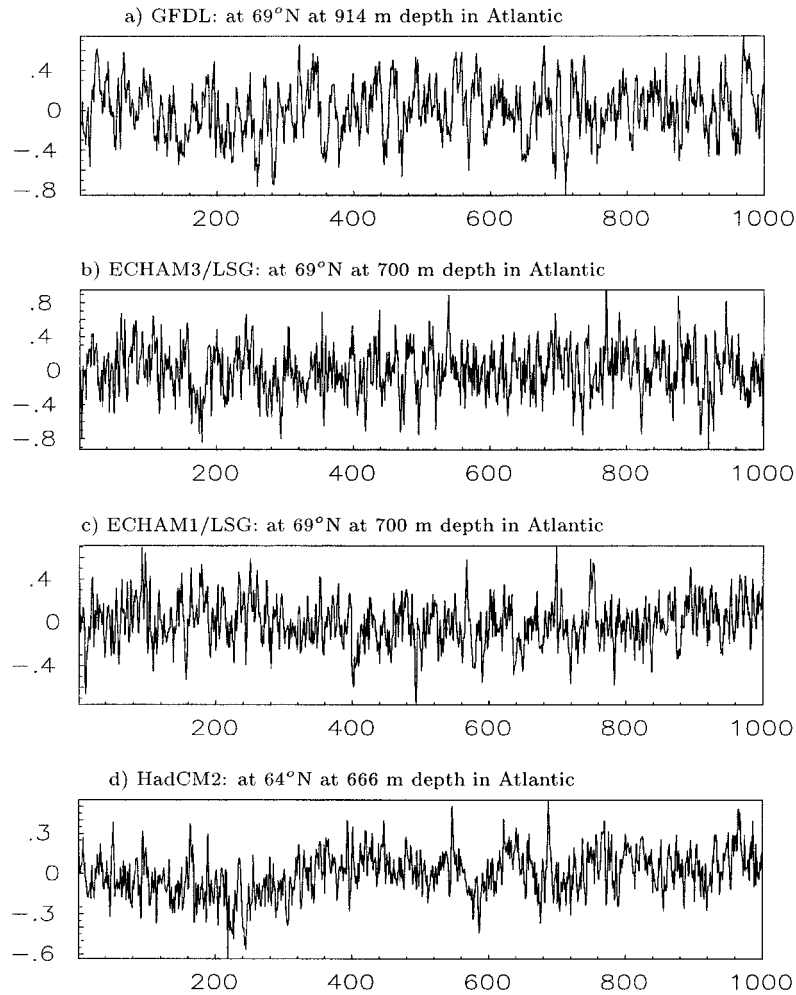 a) GFDL: at 69°N at 914 m depth in Atlantic
.4
0
-.4
-.8
200 400 600 800 1000
b) ECHAM3/LSG: at 69°N at 700 m depth in Atlantic
.8
.4
0
-.4
-.8
200 400 600 800 1000
c) ECHAM1/LSG: at 69°N at 700 m depth in Atlantic
.4
0
-.4
200 400 600 800 1000
d) HadCM2: at 64°N at 666 m depth in Atlantic
.3
0
-.3
-.6
200 400 600 800 1000